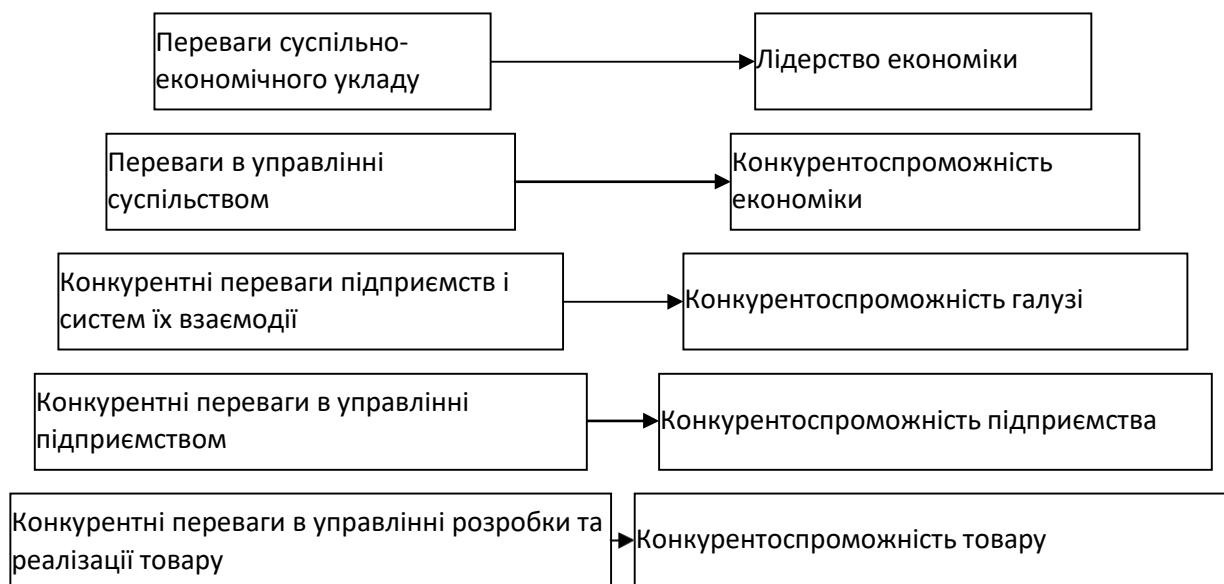 Переваги суспільно-
економічного укладу
Лідерство економіки
Переваги в управлінні
суспільством
Конкурентоспроможність
економіки
Конкурентні переваги підприємств і
систем їх взаємодії
Конкурентоспроможність галузі
Конкурентні переваги в управлінні
підприємством
Конкурентоспроможність підприємства
Конкурентні переваги в управлінні розробки та
реалізації товару
Конкурентоспроможність товару